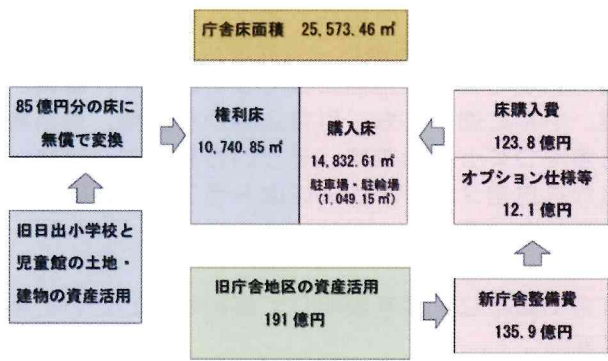 庁舎床面積 25,573.46 ㎡
85億円分の床に
無償で変換
権利床
10,740.85㎡
購入床
14,832.61㎡
駐車場・駐輪場
(1,049.15㎡)
床購入費
123.8億円
オプション仕様等
12.1億円
旧日出小学校と
児童館の土地・
建物の資産活用
旧庁舎地区の資産活用
191億円
新庁舎整備費
135.9億円